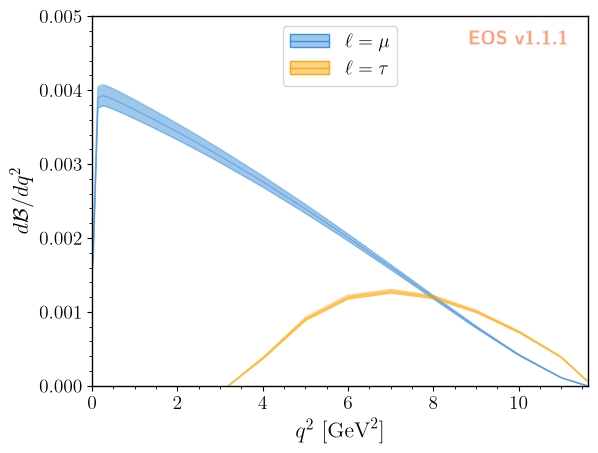 0.005
0.004
0.003
0.002
0.001
0.000
dℬ/dq²
ℓ = μ
ℓ = τ
EOS v1.1.1
0 2 4 6 8 10
q² [GeV²]